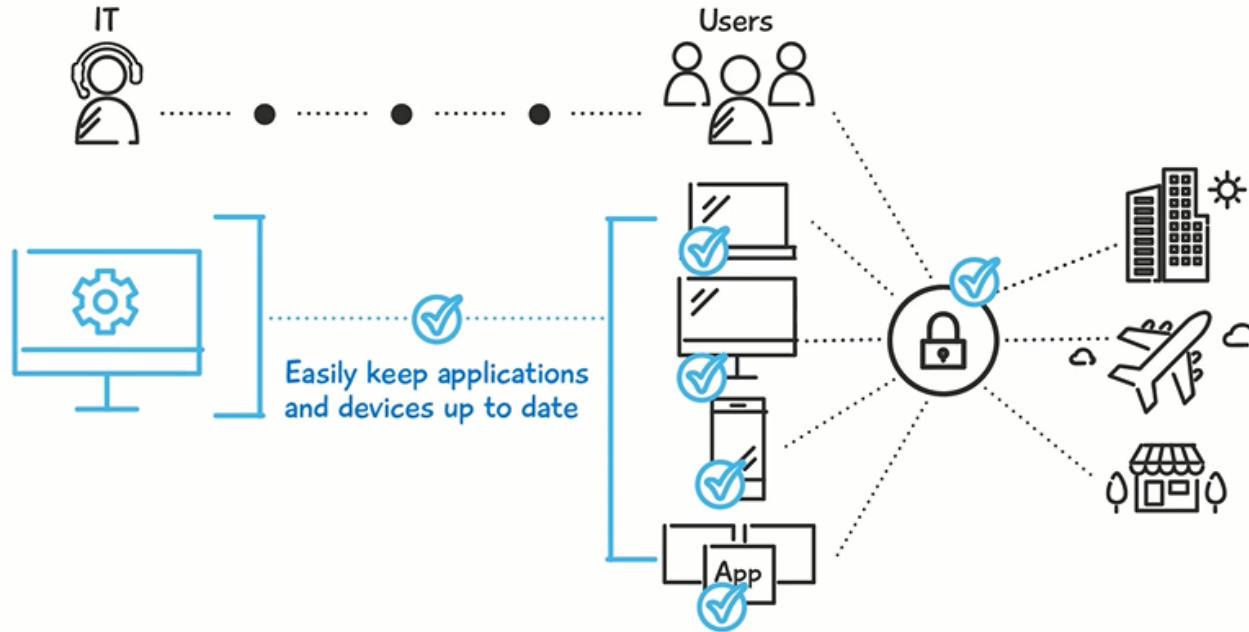 IT
Users
Easily keep applications
and devices up to date
App